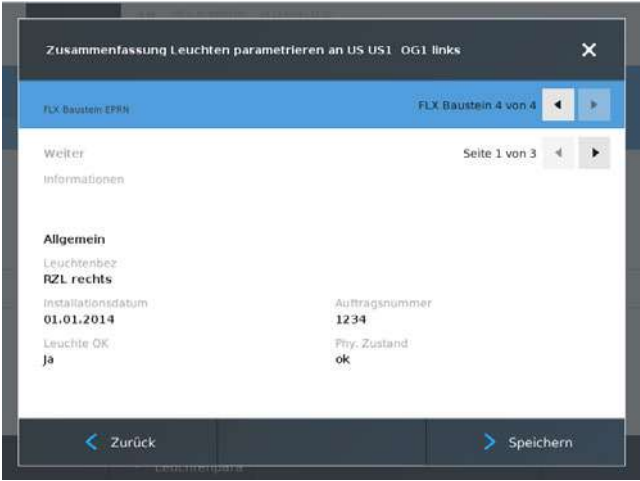 Zusammenfassung Leuchten parametrieren an US US1 OG1 links
FLX Baustein EPRN
FLX Baustein 4 von 4
Weiter
Seite 1 von 3
Informationen
Allgemein
Leuchtenbez
RZL rechts
Installationsdatum
Auftragsnummer
01.01.2014
1234
Leuchte OK
Phy. Zustand
Ja
ok
Zurück
Speichern
Leuchtenpara